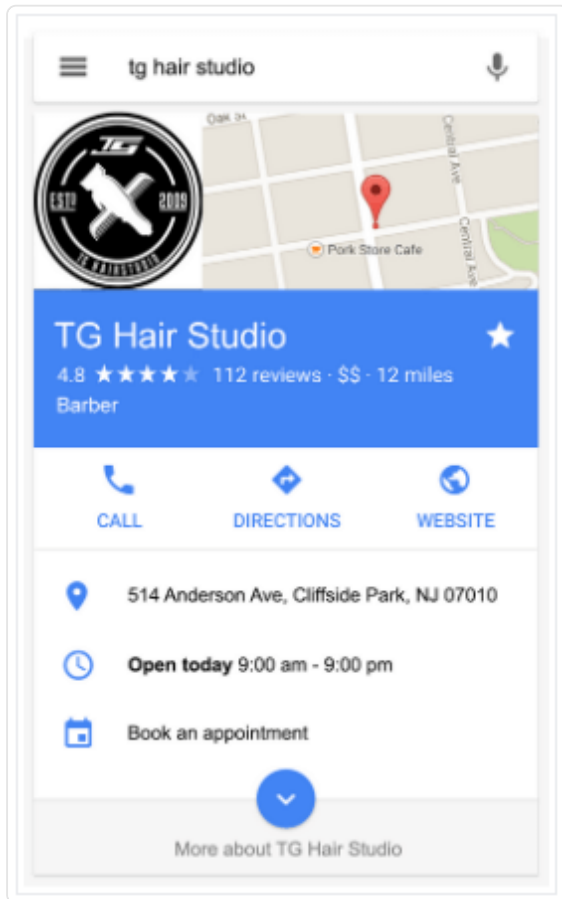 tg hair studio
Oak St
Central Ave
TG
ESTD
2009
TG HAIRSTUDIO
Pork Store Cafe
Central Ave
TG Hair Studio
4.8 ★★★★★ 112 reviews · $$ · 12 miles
Barber
CALL
DIRECTIONS
WEBSITE
514 Anderson Ave, Cliffside Park, NJ 07010
Open today 9:00 am - 9:00 pm
Book an appointment
More about TG Hair Studio